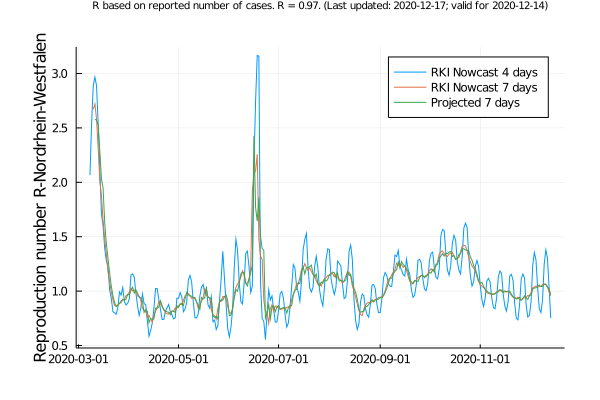 R based on reported number of cases. R = 0.97. (Last updated: 2020-12-17; valid for 2020-12-14)
Reproduction number R-Nordrhein-Westfalen
3.0
2.5
2.0
1.5
1.0
0.5
RKI Nowcast 4 days
RKI Nowcast 7 days
Projected 7 days
2020-03-01 2020-05-01 2020-07-01 2020-09-01 2020-11-01